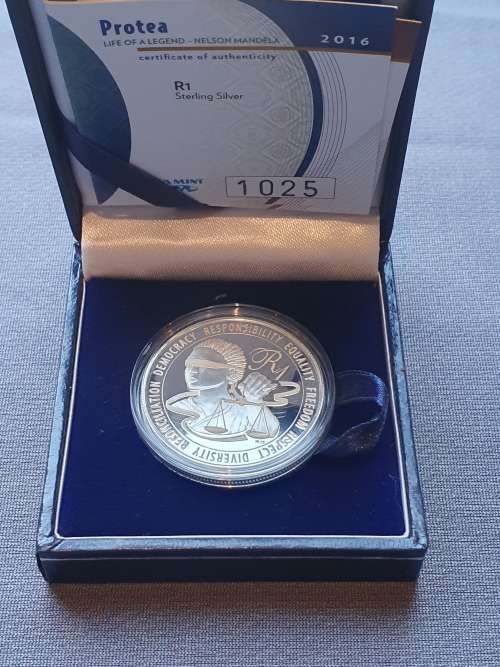 Protea
LIFE OF A LEGEND – NELSON MANDELA 2016
certificate of authenticity
R1
Sterling Silver
MINT
1025
RECONCILIATION DEMOCRACY RESPONSIBILITY EQUALITY FREEDOM RESPECT DIVERSITY
R1